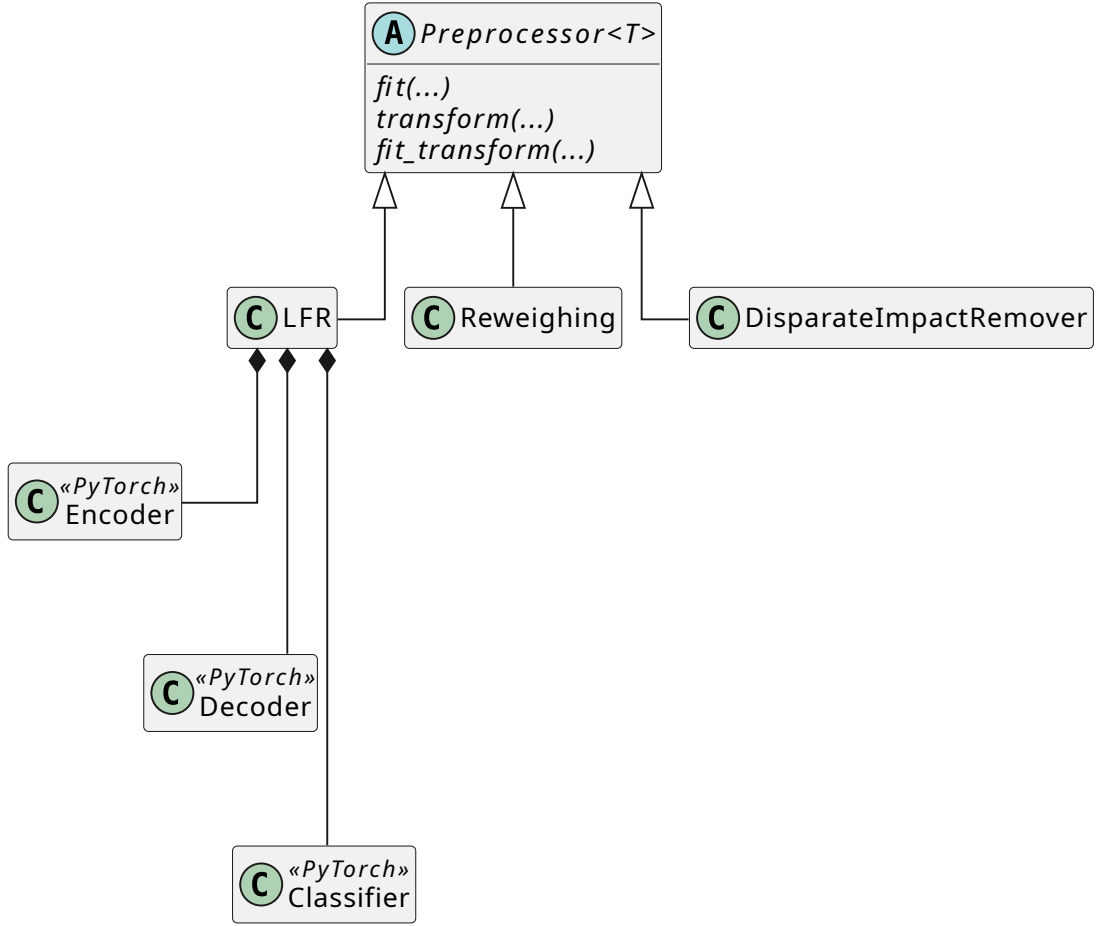 A Preprocessor<T>
fit(...)
transform(...)
fit_transform(...)
C LFR
C Reweighing
C DisparateImpactRemover
C «PyTorch»
Encoder
C «PyTorch»
Decoder
C «PyTorch»
Classifier